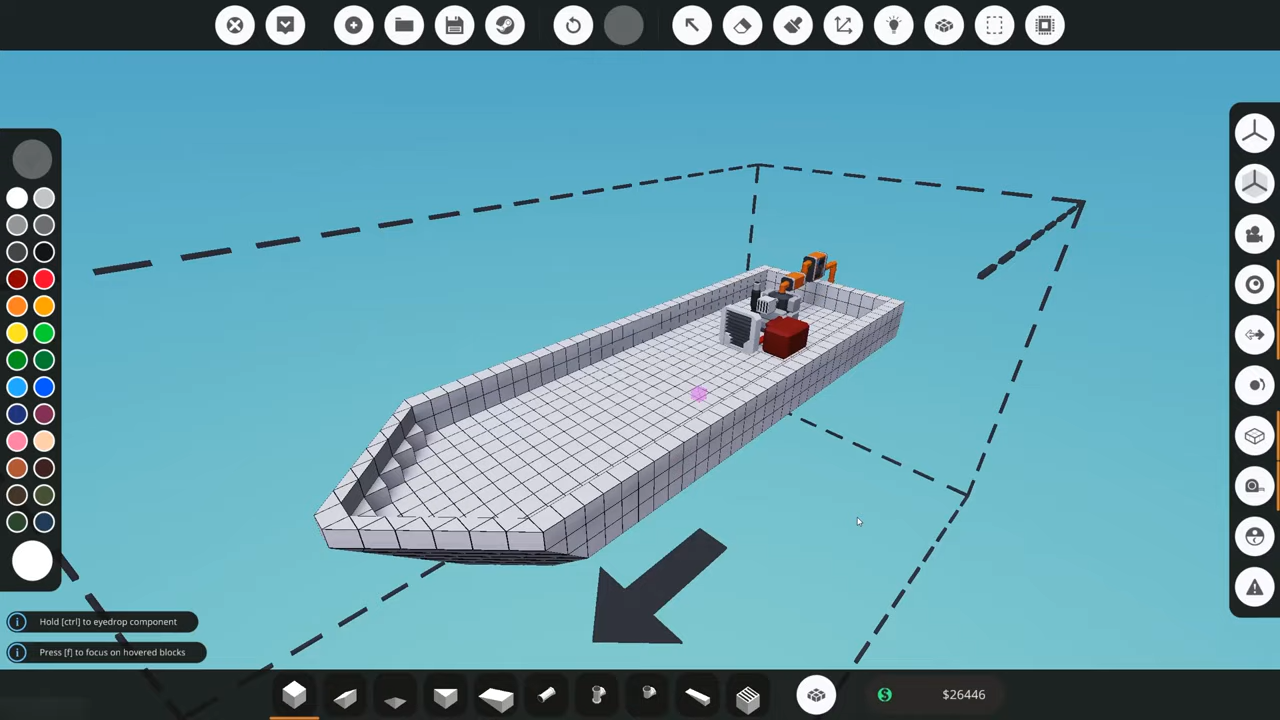 Hold [ctrl] to eyedrop component
Press [f] to focus on hovered blocks
$ $26446